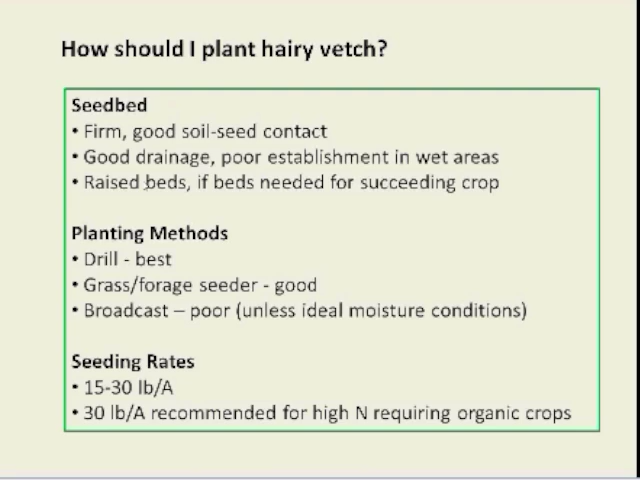 How should I plant hairy vetch?
Seedbed
• Firm, good soil-seed contact
• Good drainage, poor establishment in wet areas
• Raised beds, if beds needed for succeeding crop
Planting Methods
• Drill - best
• Grass/forage seeder - good
• Broadcast – poor (unless ideal moisture conditions)
Seeding Rates
• 15-30 lb/A
• 30 lb/A recommended for high N requiring organic crops